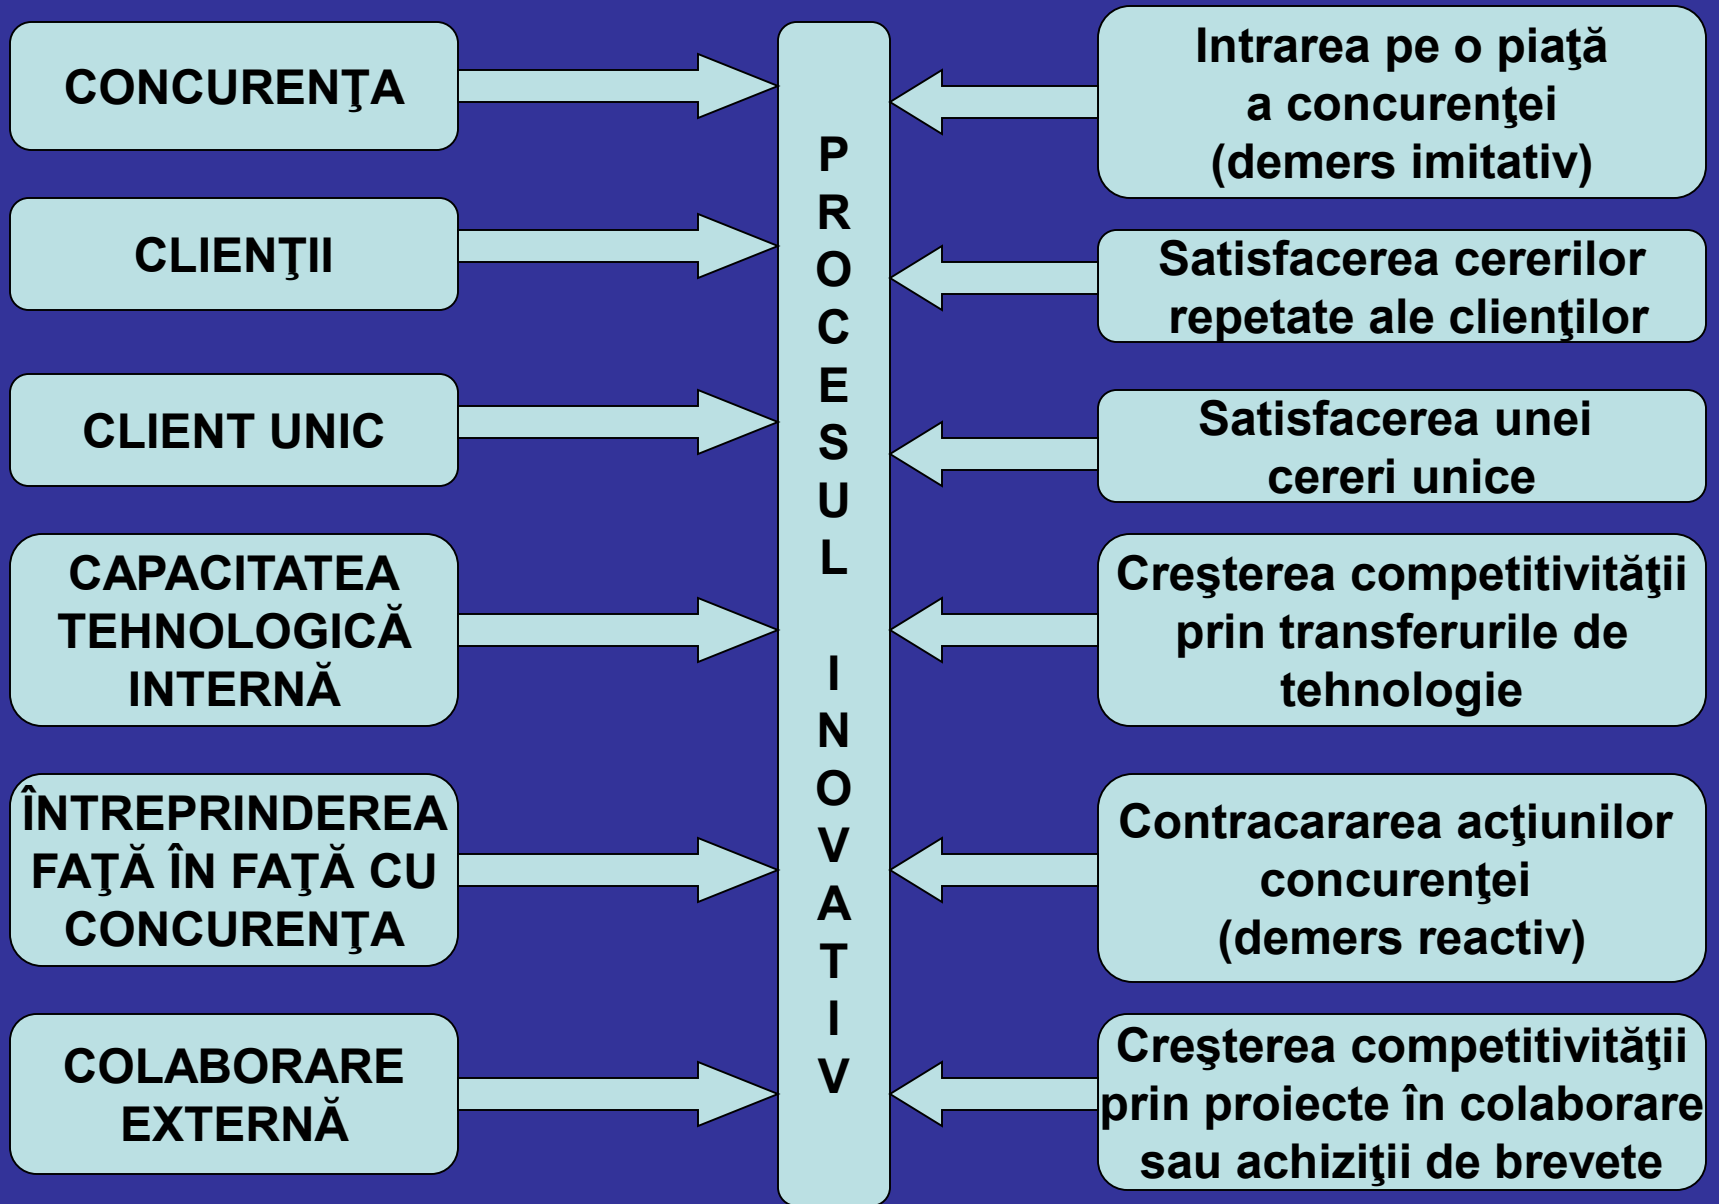 CONCURENŢA
CLIENŢII
CLIENT UNIC
CAPACITATEA
TEHNOLOGICĂ
INTERNĂ
ÎNTREPRINDEREA
FAŢĂ ÎN FAŢĂ CU
CONCURENŢA
COLABORARE
EXTERNĂ
P
R
O
C
E
S
U
L
I
N
O
V
A
T
I
V
Intrarea pe o piaţă
a concurenţei
(demers imitativ)
Satisfacerea cererilor
repetate ale clienţilor
Satisfacerea unei
cereri unice
Creşterea competitivităţii
prin transferurile de
tehnologie
Contracararea acţiunilor
concurenţei
(demers reactiv)
Creşterea competitivităţii
prin proiecte în colaborare
sau achiziţii de brevete